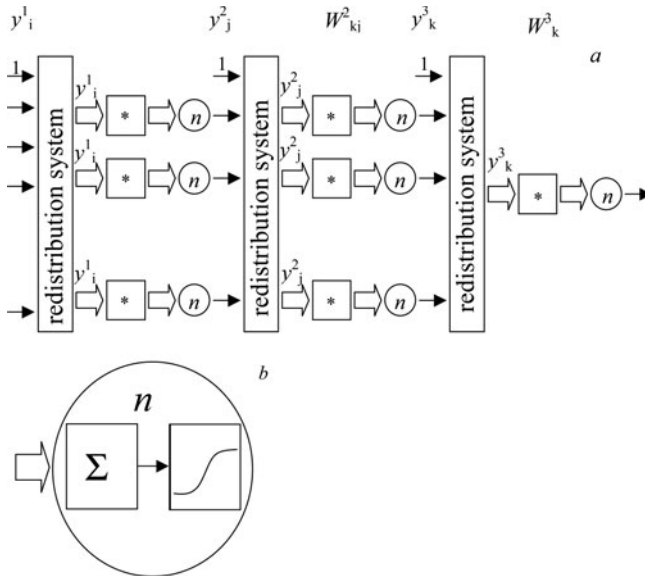 y¹ᵢ y²ⱼ W²ₖⱼ y³ₖ W³ₖ
a
1 1 1
y¹ᵢ * n y²ⱼ * n
y¹ᵢ * n y²ⱼ * n y³ₖ * n
y¹ᵢ * n y²ⱼ * n
redistribution system
redistribution system
redistribution system
b
n
Σ